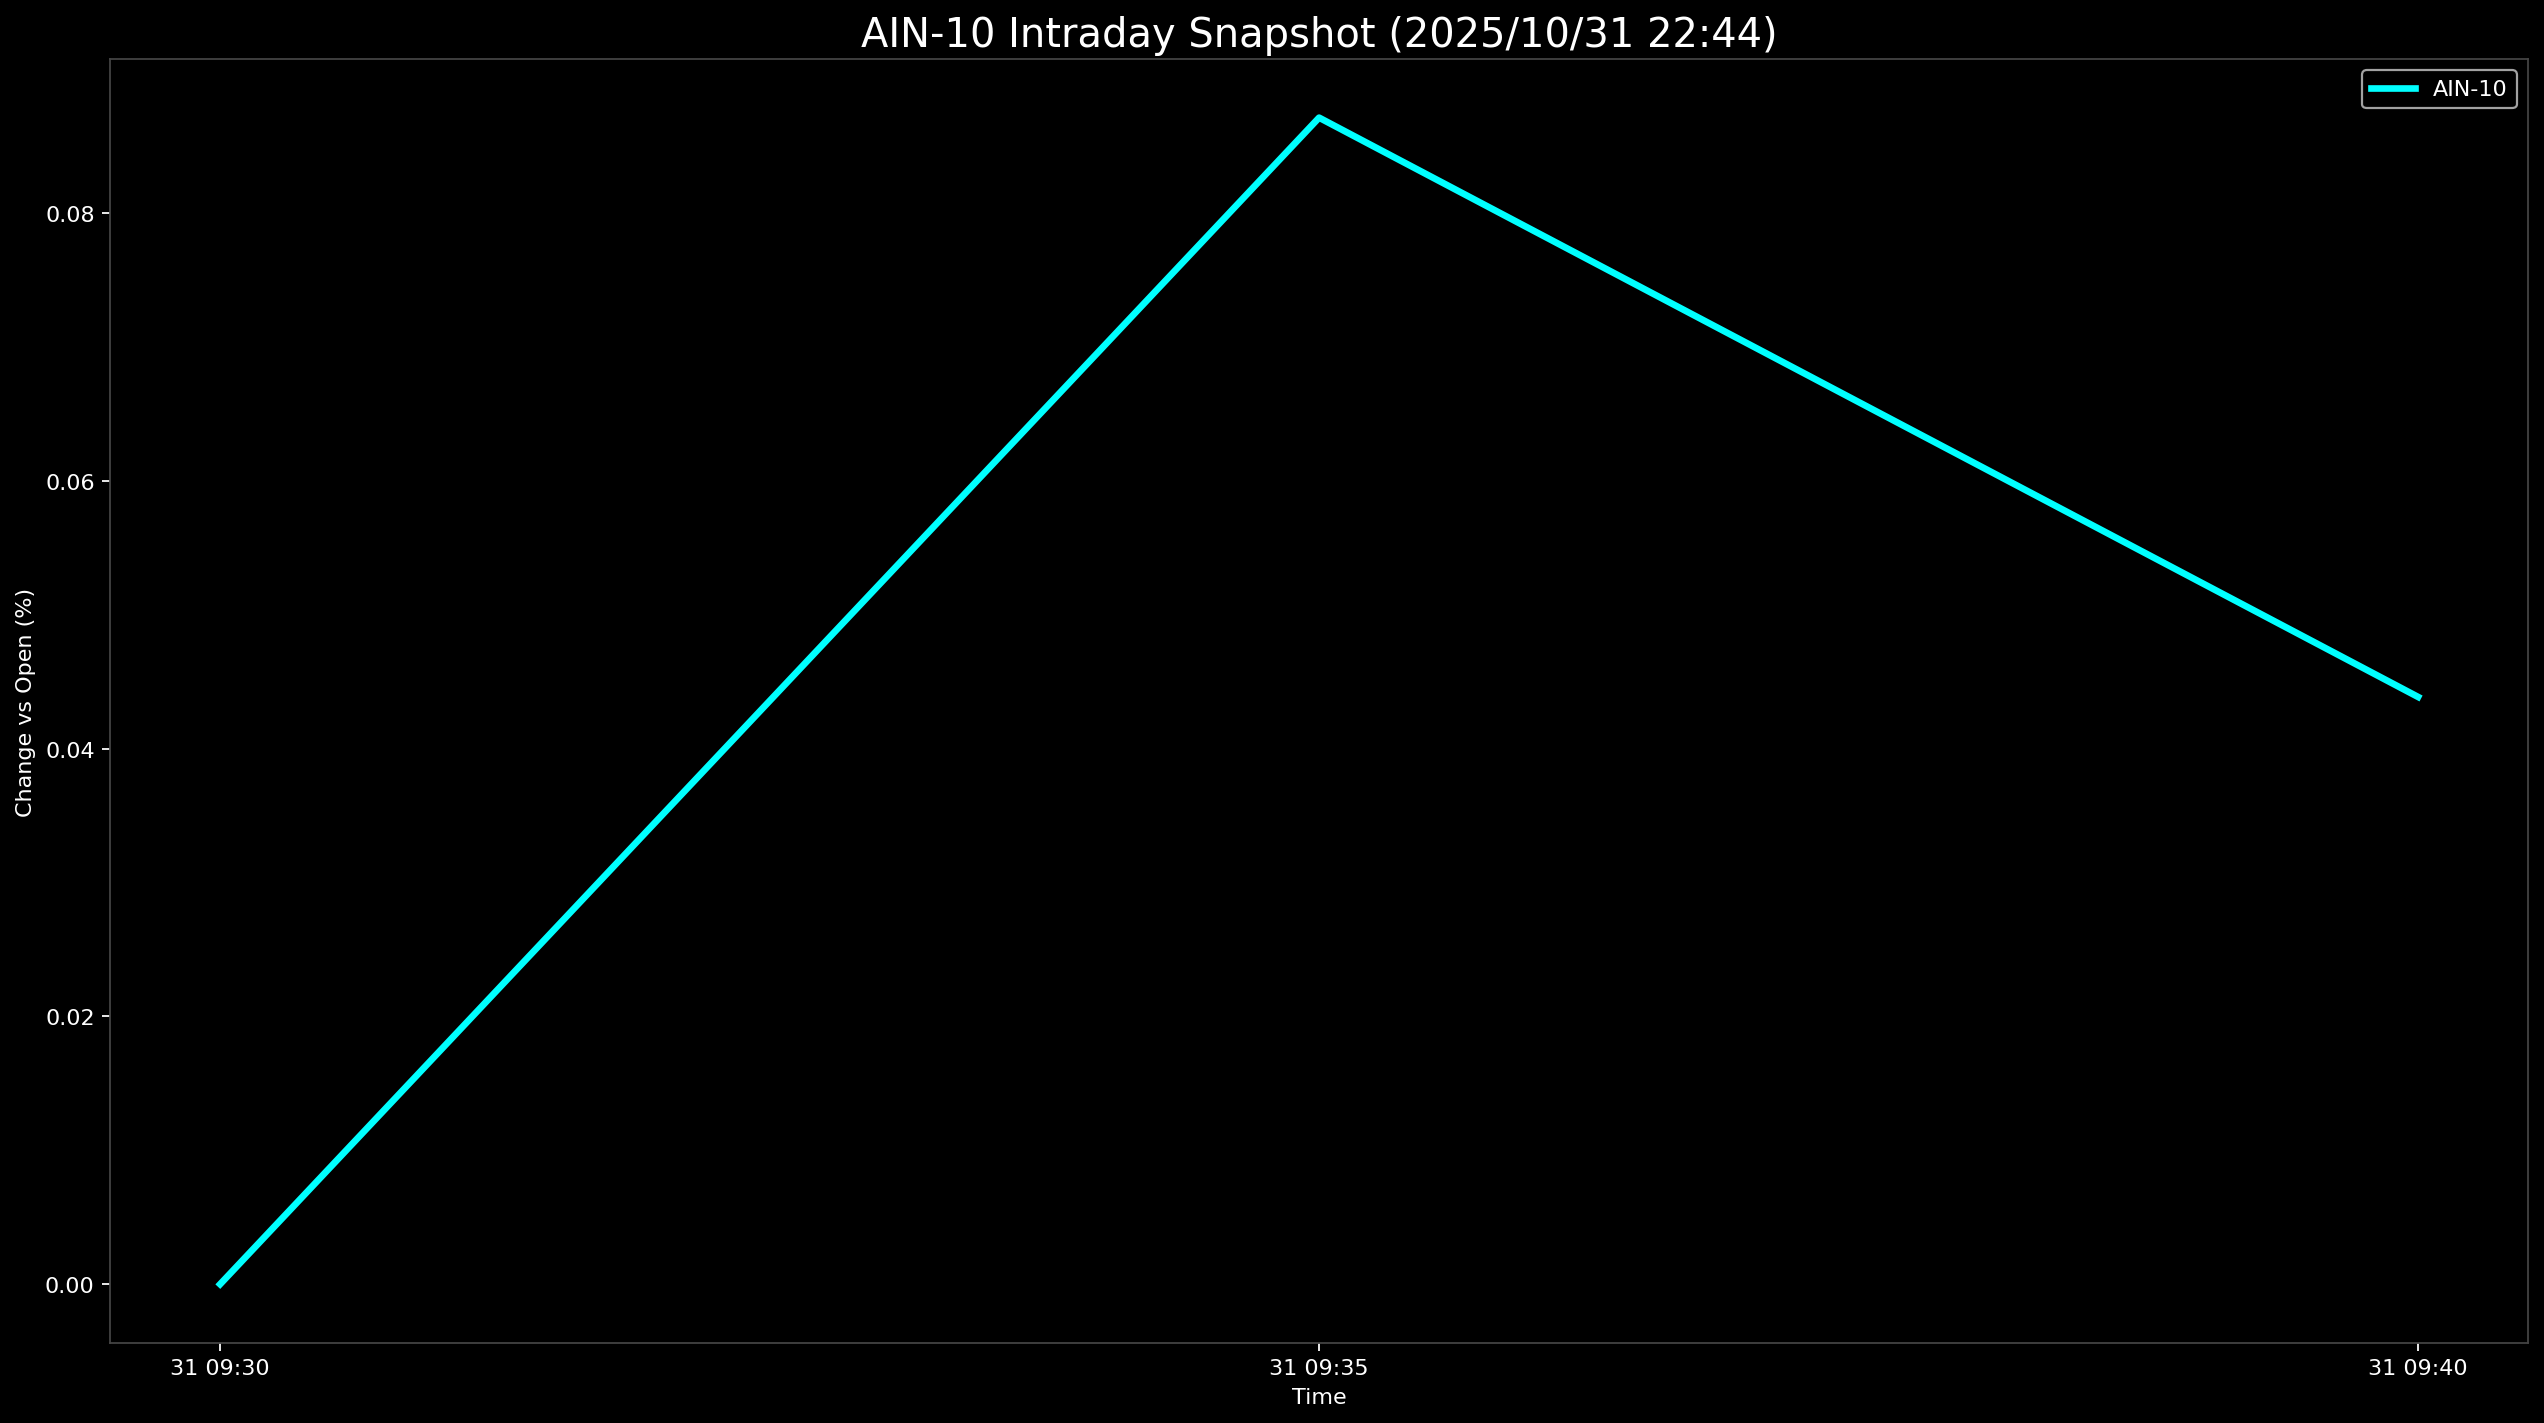 AIN-10 Intraday Snapshot (2025/10/31 22:44)
AIN-10
Change vs Open (%)
0.08
0.06
0.04
0.02
0.00
31 09:30
31 09:35
31 09:40
Time